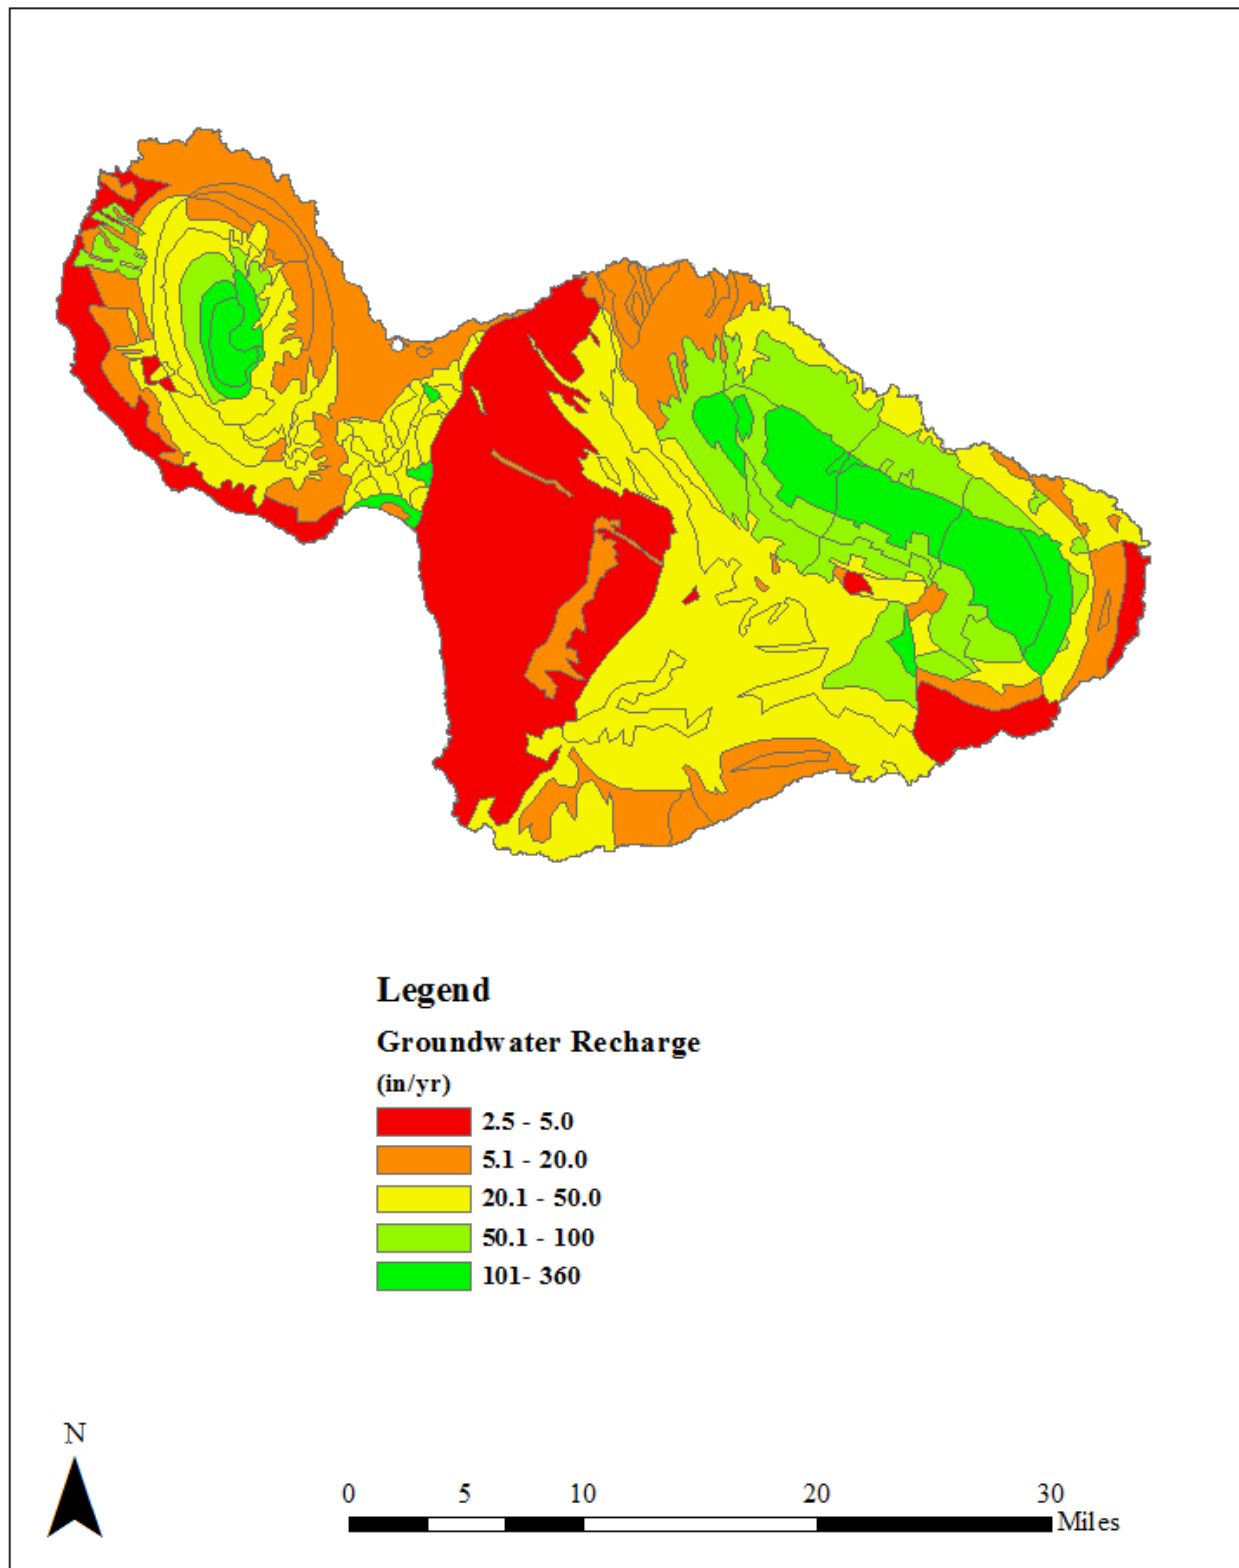 Legend
Groundwater Recharge
(in/yr)
2.5 - 5.0
5.1 - 20.0
20.1 - 50.0
50.1 - 100
101- 360
N
0 5 10 20 30
Miles